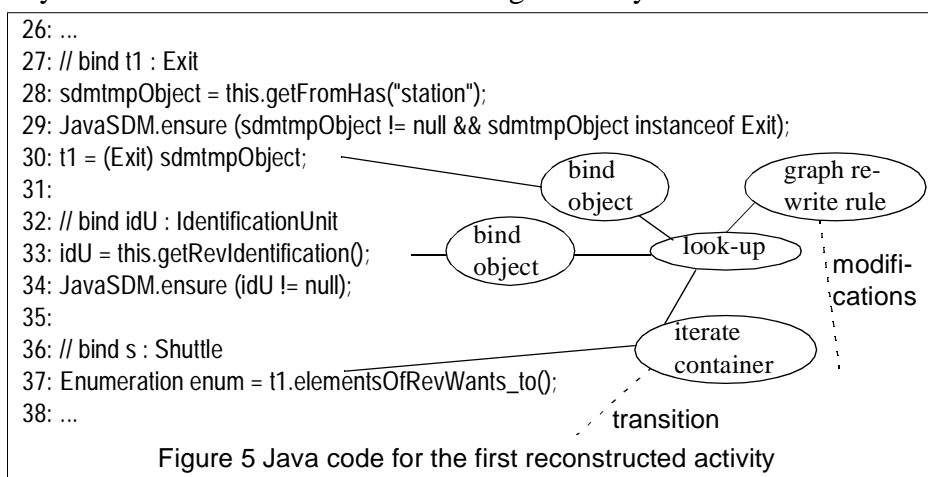 26: ...
27: // bind t1 : Exit
28: sdmtmpObject = this.getFromHas("station");
29: JavaSDM.ensure (sdmtmpObject != null && sdmtmpObject instanceof Exit);
30: t1 = (Exit) sdmtmpObject;
31:
32: // bind idU : IdentificationUnit
33: idU = this.getRevIdentification();
34: JavaSDM.ensure (idU != null);
35:
36: // bind s : Shuttle
37: Enumeration enum = t1.elementsOfRevWants_to();
38: ...
bind
object
graph re-
write rule
bind
object
look-up
modifi-
cations
iterate
container
transition
Figure 5 Java code for the first reconstructed activity